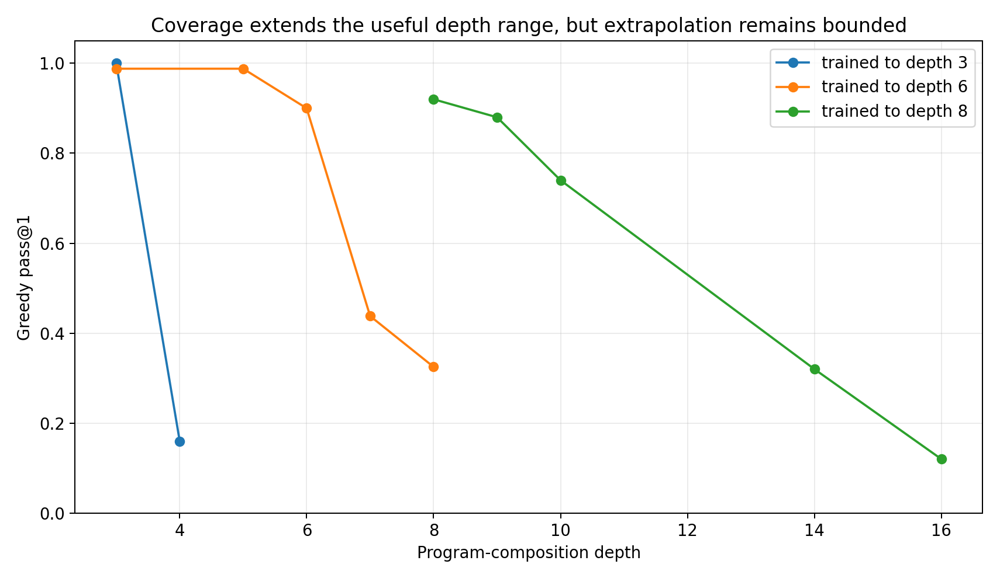 Coverage extends the useful depth range, but extrapolation remains bounded
1.0
0.8
0.6
0.4
0.2
0.0
Greedy pass@1
trained to depth 3
trained to depth 6
trained to depth 8
4 6 8 10 12 14 16
Program-composition depth